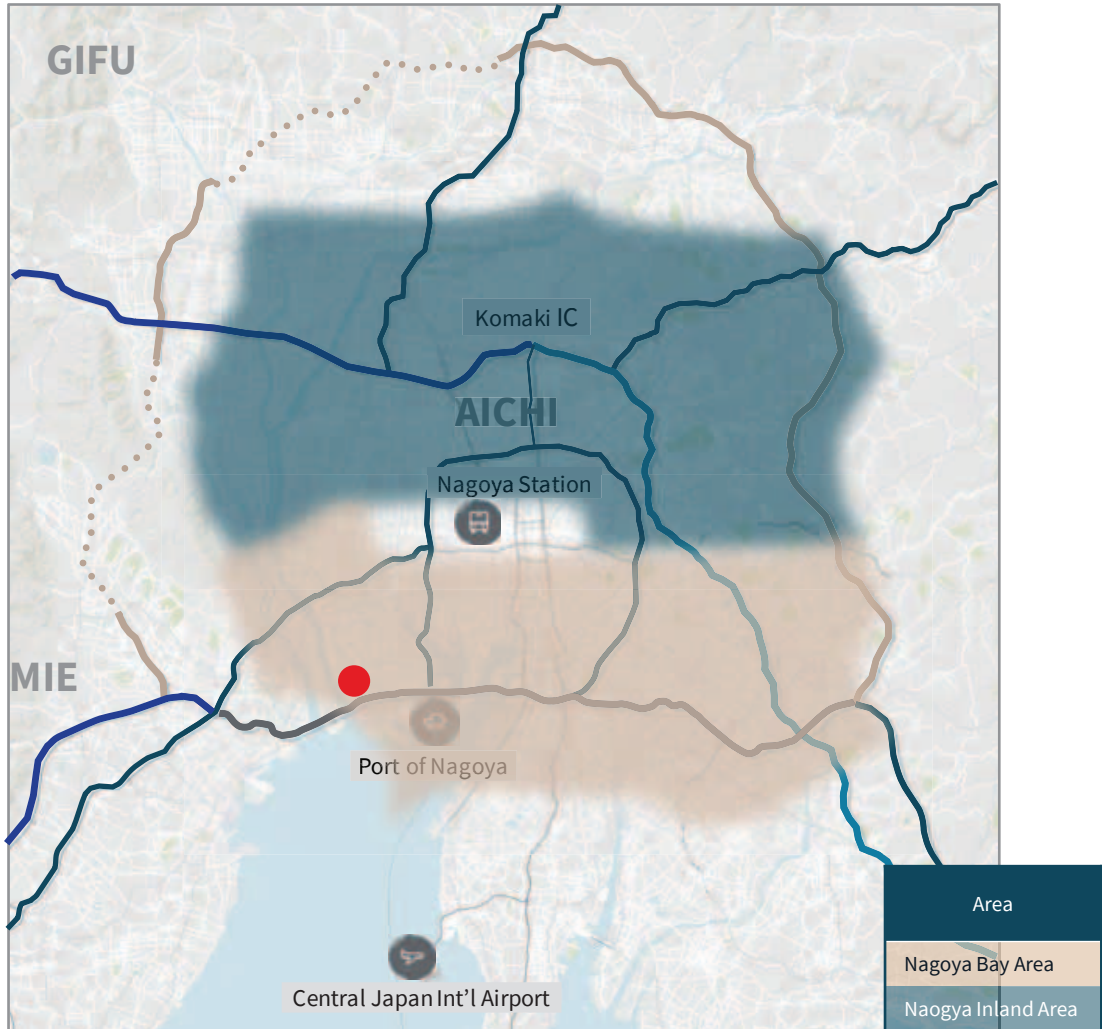 GIFU
Komaki IC
AICHI
Nagoya Station
MIE
Port of Nagoya
Central Japan Int’l Airport
Area
Nagoya Bay Area
Naogya Inland Area